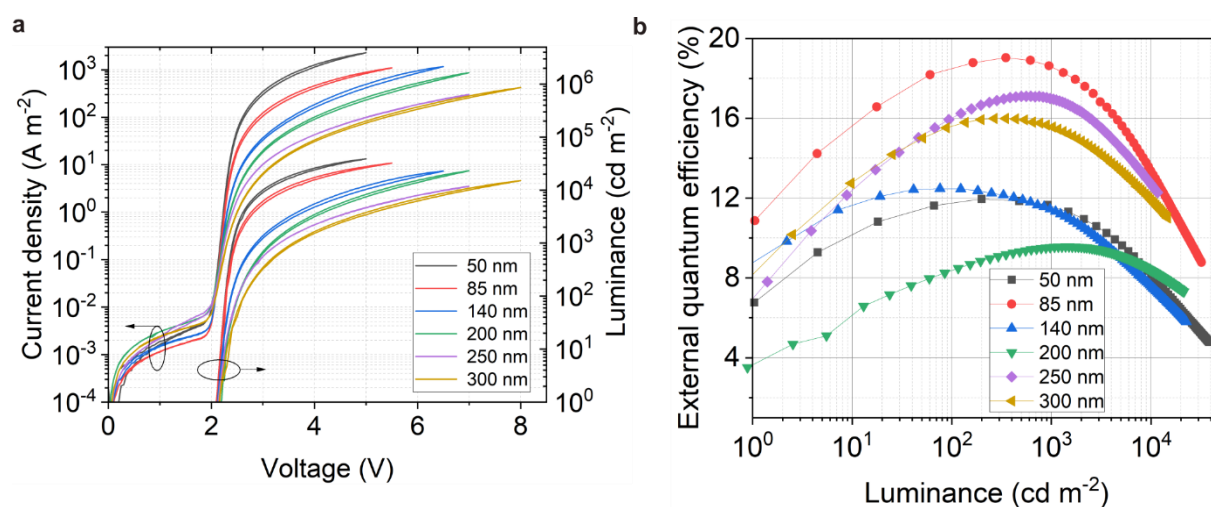 a
Current density (A m⁻²)
10³
10²
10¹
10⁰
10⁻¹
10⁻²
10⁻³
10⁻⁴
0
2
4
6
8
Voltage (V)
10⁶
10⁵
10⁴
10³
10²
10¹
10⁰
Luminance (cd m⁻²)
50 nm
85 nm
140 nm
200 nm
250 nm
300 nm
b
External quantum efficiency (%)
20
16
12
8
4
10⁰
10¹
10²
10³
10⁴
Luminance (cd m⁻²)
50 nm
85 nm
140 nm
200 nm
250 nm
300 nm